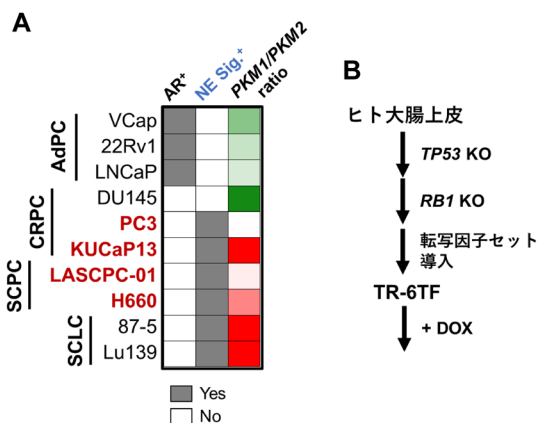 A
AR⁺
NE Sig.⁺
PKM1/PKM2
ratio
AdPC
VCap
22Rv1
LNCaP
CRPC
DU145
PC3
KUCaP13
SCPC
LASCPC-01
H660
SCLC
87-5
Lu139
Yes
No
B
ヒト大腸上皮
TP53 KO
RB1 KO
転写因子セット
導入
TR-6TF
+ DOX